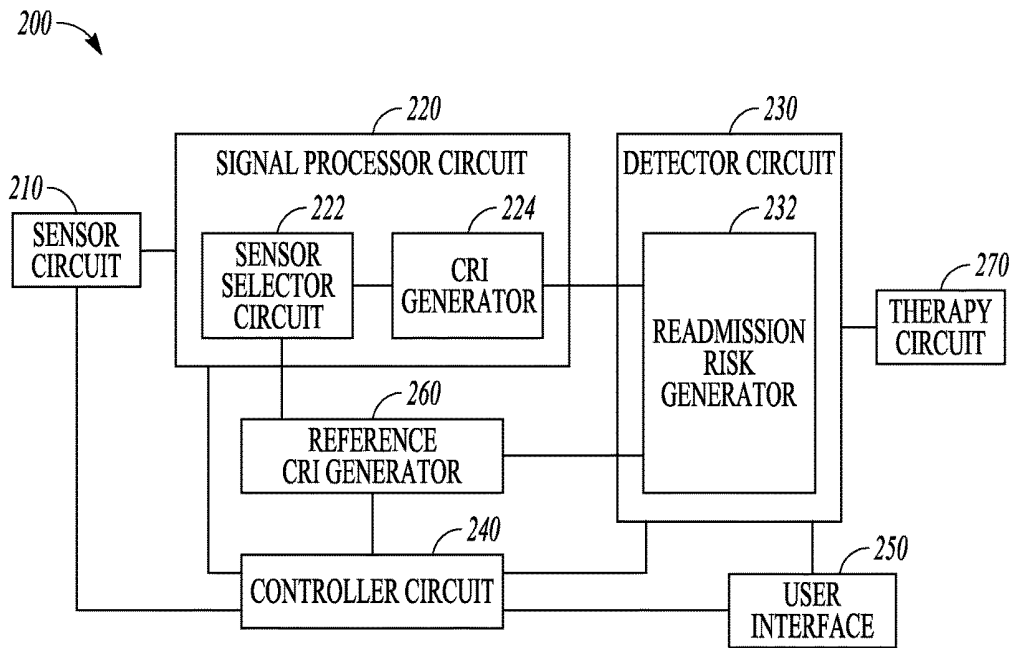 200
220
SIGNAL PROCESSOR CIRCUIT
230
DETECTOR CIRCUIT
210
SENSOR
CIRCUIT
222
SENSOR
SELECTOR
CIRCUIT
224
CRI
GENERATOR
232
READMISSION
RISK
GENERATOR
270
THERAPY
CIRCUIT
260
REFERENCE
CRI GENERATOR
240
CONTROLLER CIRCUIT
250
USER
INTERFACE